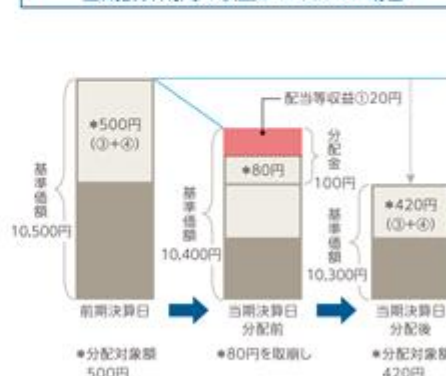 配当等収益①20円
*500円
(③+④)
*80円
分配金
100円
*420円
(③+④)
基準価額
10,500円
基準価額
10,400円
基準価額
10,300円
前期決算日
当期決算日
分配前
当期決算日
分配後
*分配対象額
500円
*80円を取崩し
*分配対象額
420円